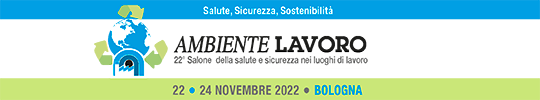 Salute, Sicurezza, Sostenibilità
AMBIENTE LAVORO
22° Salone della salute e sicurezza nei luoghi di lavoro
22 • 24 NOVEMBRE 2022 • BOLOGNA